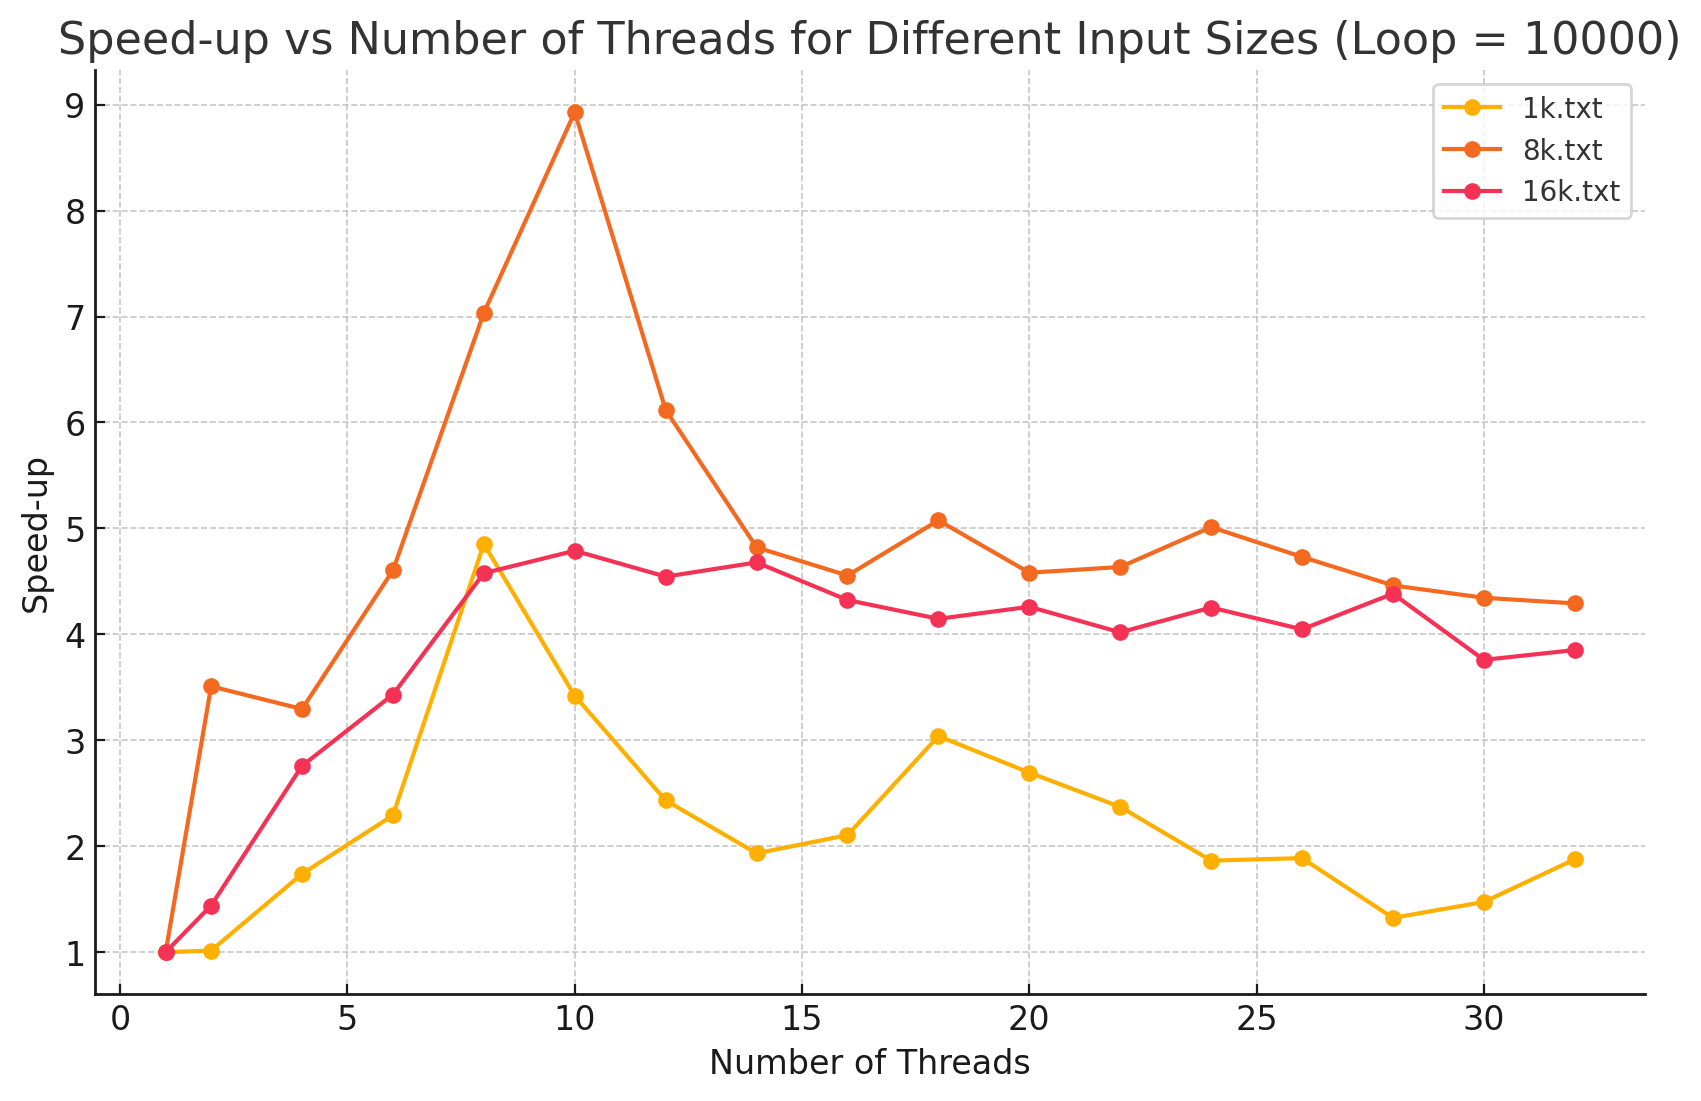 Speed-up vs Number of Threads for Different Input Sizes (Loop = 10000)
1k.txt
8k.txt
16k.txt
9
8
7
6
5
4
3
2
1
Speed-up
0 5 10 15 20 25 30
Number of Threads